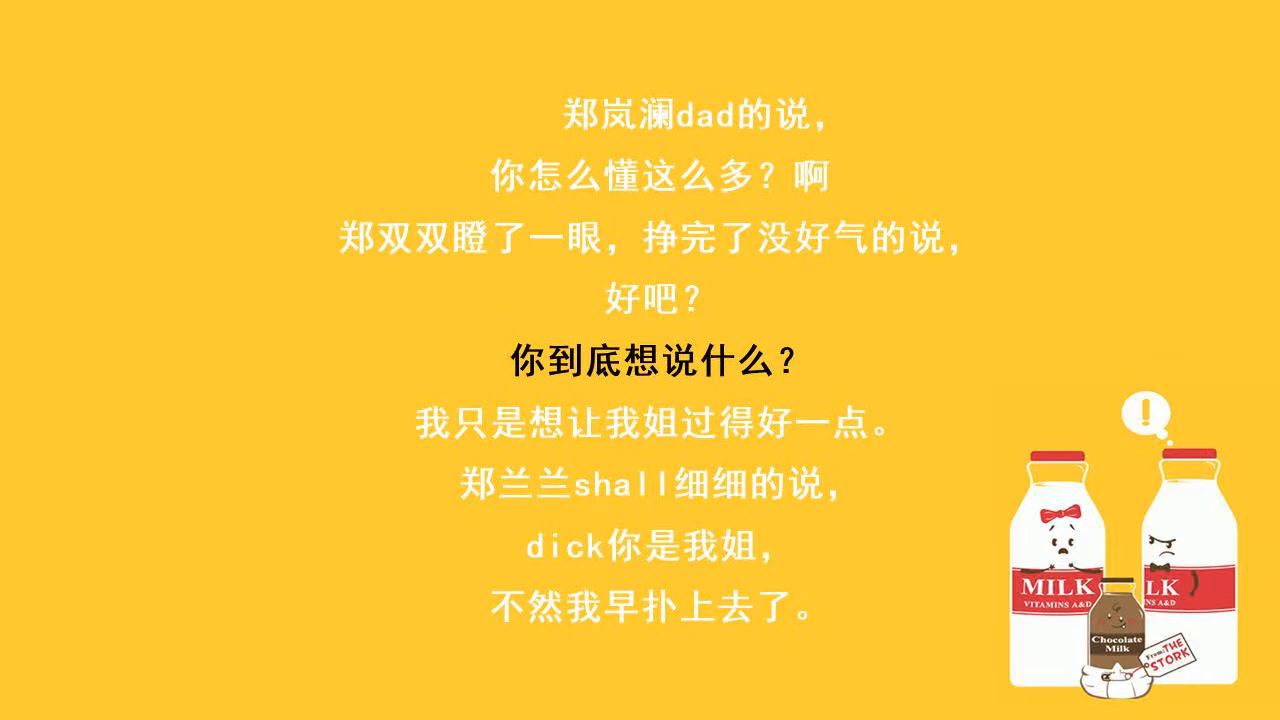 郑岚澜dad的说，
你怎么懂这么多？啊
郑双双瞪了一眼，挣完了没好气的说，
好吧？
你到底想说什么？
我只是想让我姐过得好一点。
郑兰兰shall细细的说，
dick你是我姐，
不然我早扑上去了。
!
MILK
VITAMINS A&D
LK
NS A&D
Chocolate
Milk
From: THE
STORK